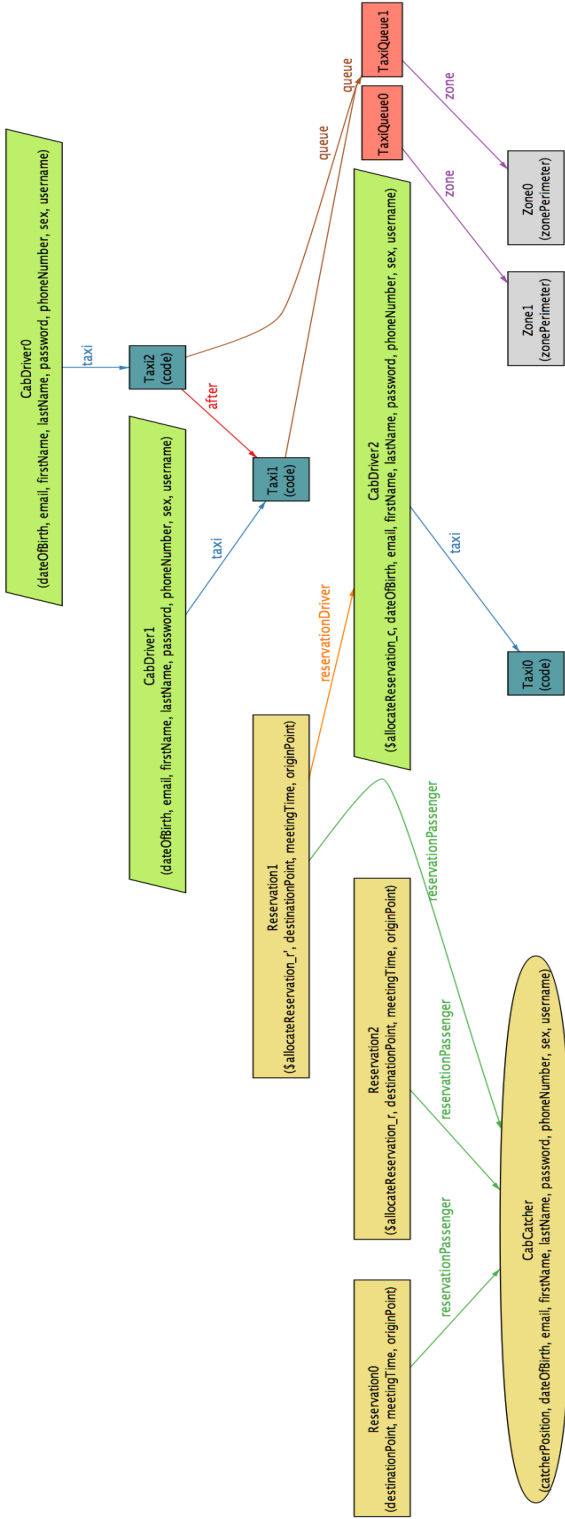 CabDriver0
(dateOfBirth, email, firstName, lastName, password, phoneNumber, sex, username)
taxi
CabDriver1
(dateOfBirth, email, firstName, lastName, password, phoneNumber, sex, username)
Taxi2
(code)
taxi
after
queue
queue
Reservation1
($allocateReservation_r', destinationPoint, meetingTime, originPoint)
Taxi1
(code)
reservationDriver
Reservation0
(destinationPoint, meetingTime, originPoint)
Reservation2
($allocateReservation_r, destinationPoint, meetingTime, originPoint)
CabDriver2
($allocateReservation_c, dateOfBirth, email, firstName, lastName, password, phoneNumber, sex, username)
TaxiQueue0
TaxiQueue1
reservationPassenger
reservationPassenger
reservationPassenger
taxi
zone
zone
CabCatcher
(catcherPosition, dateOfBirth, email, firstName, lastName, password, phoneNumber, sex, username)
Taxi0
(code)
Zone1
(zonePerimeter)
Zone0
(zonePerimeter)